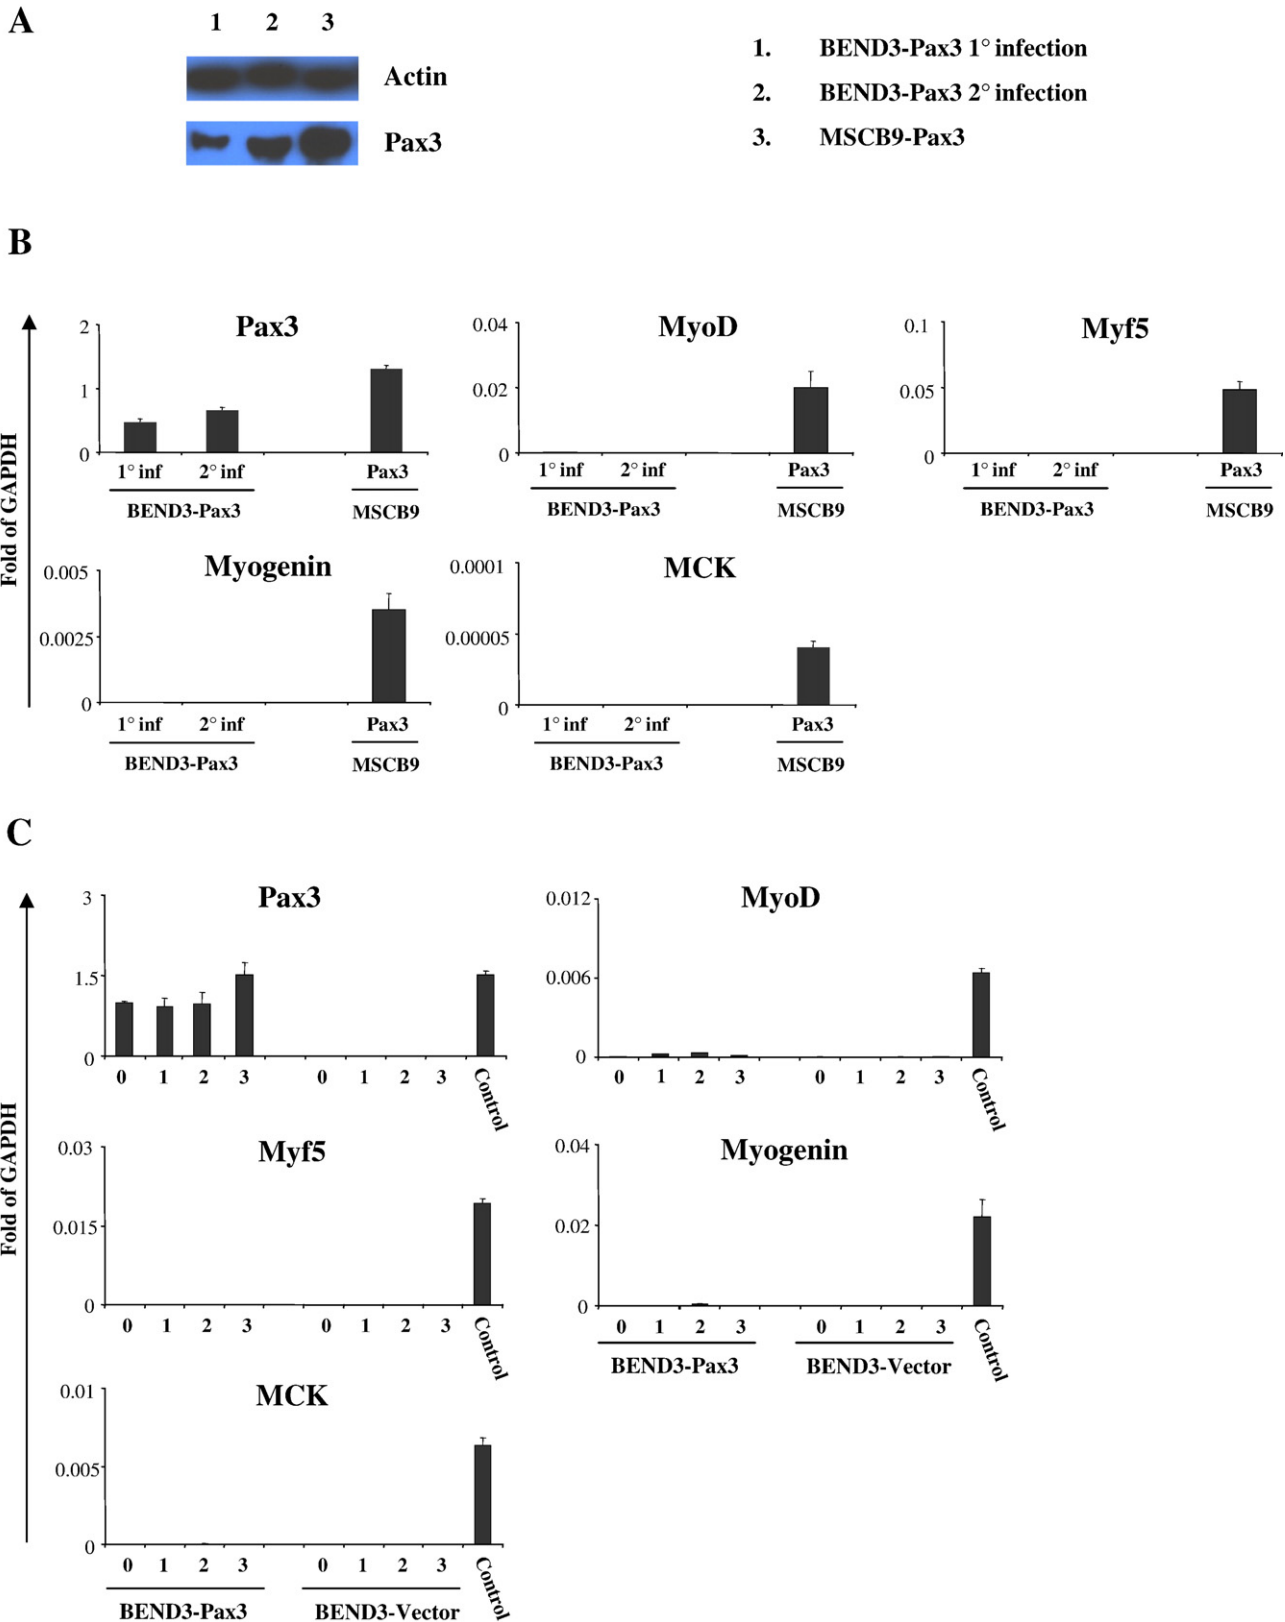 A
1 2 3
Actin
Pax3
1. BEND3-Pax3 1° infection
2. BEND3-Pax3 2° infection
3. MSCB9-Pax3
B
Fold of GAPDH
Pax3
2
1
0
1° inf 2° inf Pax3
BEND3-Pax3 MSCB9
MyoD
0.04
0.02
0
1° inf 2° inf Pax3
BEND3-Pax3 MSCB9
Myf5
0.1
0.05
0
1° inf 2° inf Pax3
BEND3-Pax3 MSCB9
Myogenin
0.005
0.0025
0
1° inf 2° inf Pax3
BEND3-Pax3 MSCB9
MCK
0.0001
0.00005
0
1° inf 2° inf Pax3
BEND3-Pax3 MSCB9
C
Fold of GAPDH
Pax3
3
1.5
0
0 1 2 3 0 1 2 3 Control
MyoD
0.012
0.006
0
0 1 2 3 0 1 2 3 Control
Myf5
0.03
0.015
0
0 1 2 3 0 1 2 3 Control
Myogenin
0.04
0.02
0
0 1 2 3 0 1 2 3 Control
BEND3-Pax3 BEND3-Vector
MCK
0.01
0.005
0
0 1 2 3 0 1 2 3 Control
BEND3-Pax3 BEND3-Vector